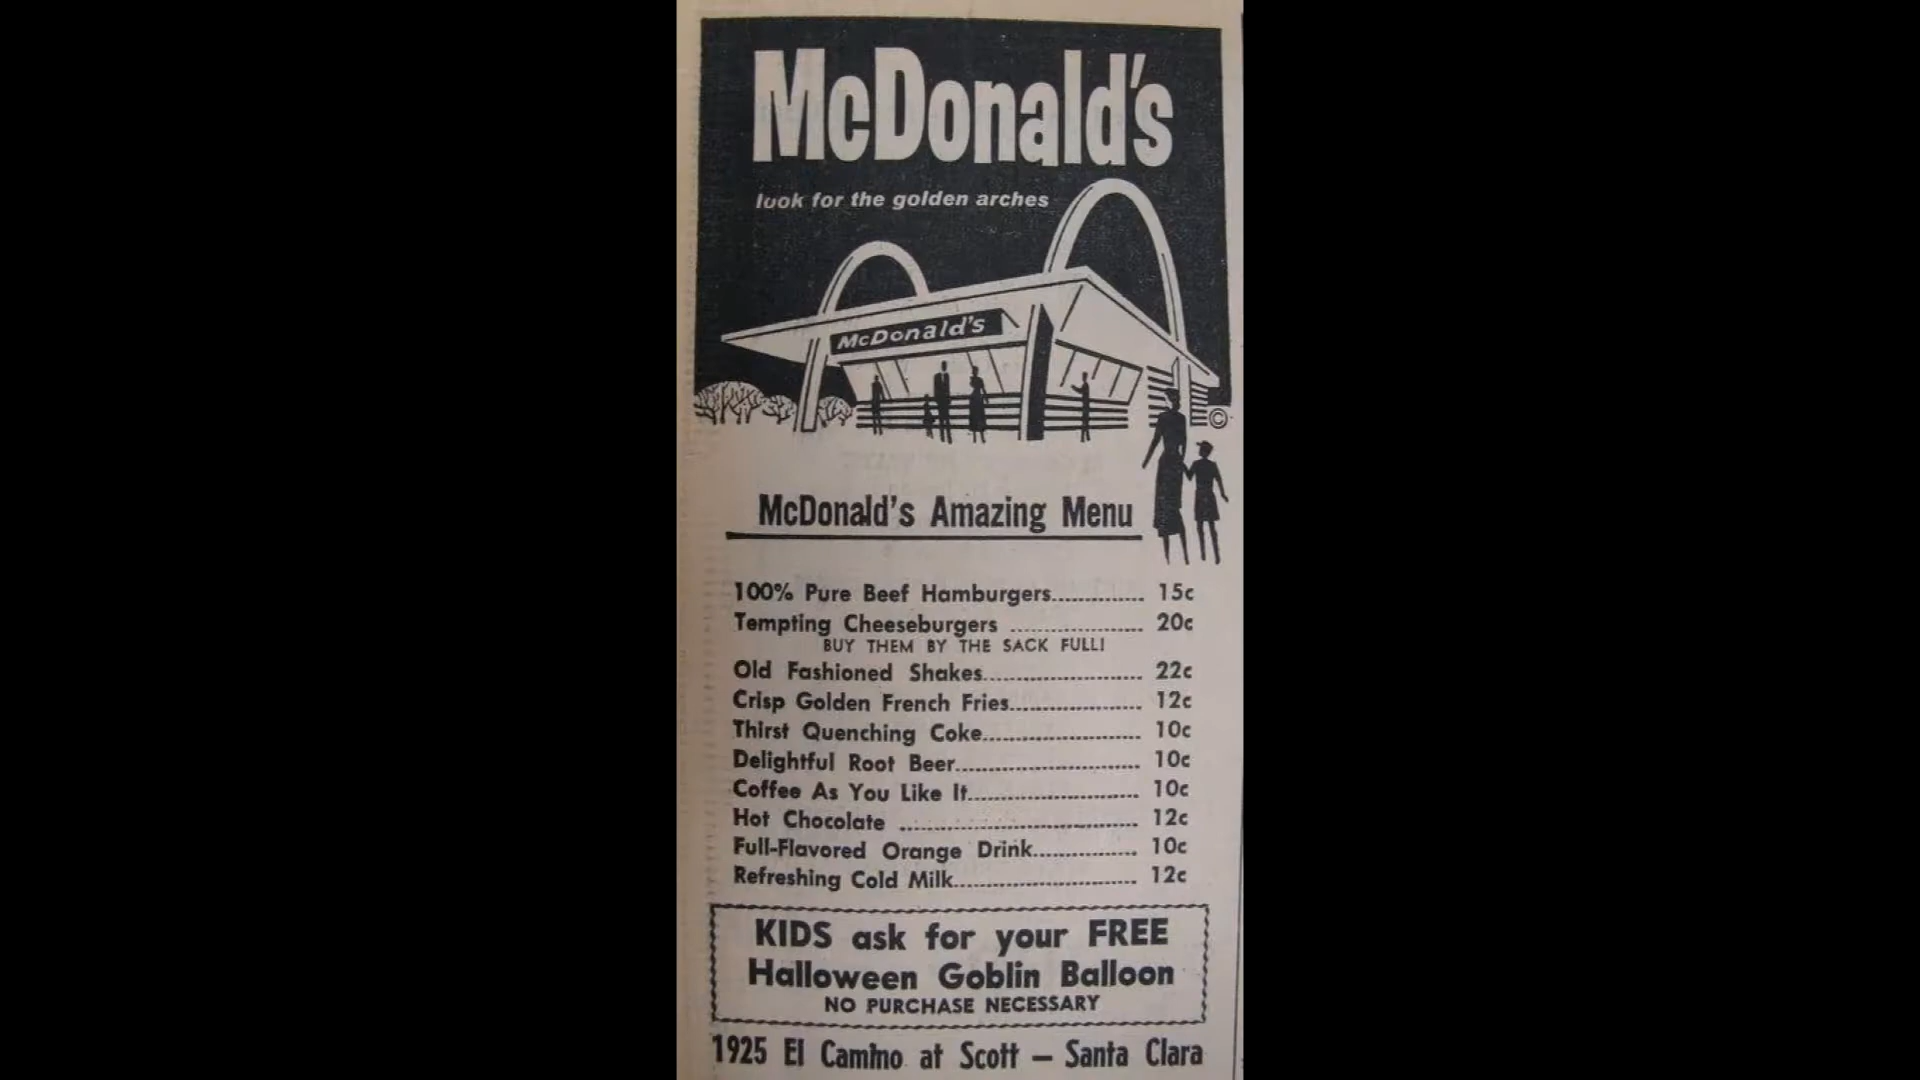 McDonald's
look for the golden arches
McDonald's
©
McDonald's Amazing Menu
100% Pure Beef Hamburgers.............. 15c
Tempting Cheeseburgers .................... 20c
BUY THEM BY THE SACK FULL!
Old Fashioned Shakes........................ 22c
Crisp Golden French Fries.................... 12c
Thirst Quenching Coke........................ 10c
Delightful Root Beer............................ 10c
Coffee As You Like It.......................... 10c
Hot Chocolate .................................... 12c
Full-Flavored Orange Drink................ 10c
Refreshing Cold Milk............................ 12c
KIDS ask for your FREE
Halloween Goblin Balloon
NO PURCHASE NECESSARY
1925 El Camino at Scott — Santa Clara